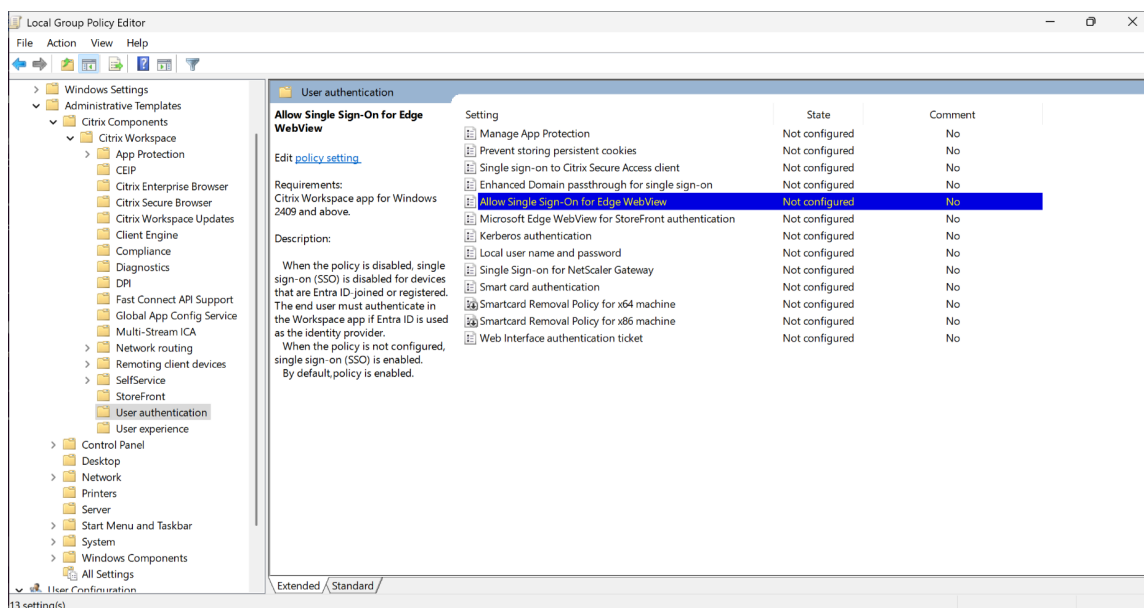 Local Group Policy Editor
File Action View Help
Windows Settings
Administrative Templates
Citrix Components
Citrix Workspace
App Protection
CEIP
Citrix Enterprise Browser
Citrix Secure Browser
Citrix Workspace Updates
Client Engine
Compliance
Diagnostics
DPI
Fast Connect API Support
Global App Config Service
Multi-Stream ICA
Network routing
Remoting client devices
SelfService
StoreFront
User authentication
User experience
Control Panel
Desktop
Network
Printers
Server
Start Menu and Taskbar
System
Windows Components
All Settings
User Configuration
User authentication
Allow Single Sign-On for Edge
WebView
Edit policy setting
Requirements:
Citrix Workspace app for Windows
2409 and above.
Description:
When the policy is disabled, single
sign-on (SSO) is disabled for devices
that are Entra ID-joined or registered.
The end user must authenticate in
the Workspace app if Entra ID is used
as the identity provider.
When the policy is not configured,
single sign-on (SSO) is enabled.
By default,policy is enabled.
Setting State Comment
Manage App Protection Not configured No
Prevent storing persistent cookies Not configured No
Single sign-on to Citrix Secure Access client Not configured No
Enhanced Domain passthrough for single sign-on Not configured No
Allow Single Sign-On for Edge WebView Not configured No
Microsoft Edge WebView for StoreFront authentication Not configured No
Kerberos authentication Not configured No
Local user name and password Not configured No
Single Sign-on for NetScaler Gateway Not configured No
Smart card authentication Not configured No
Smartcard Removal Policy for x64 machine Not configured No
Smartcard Removal Policy for x86 machine Not configured No
Web Interface authentication ticket Not configured No
Extended Standard
13 setting(s)